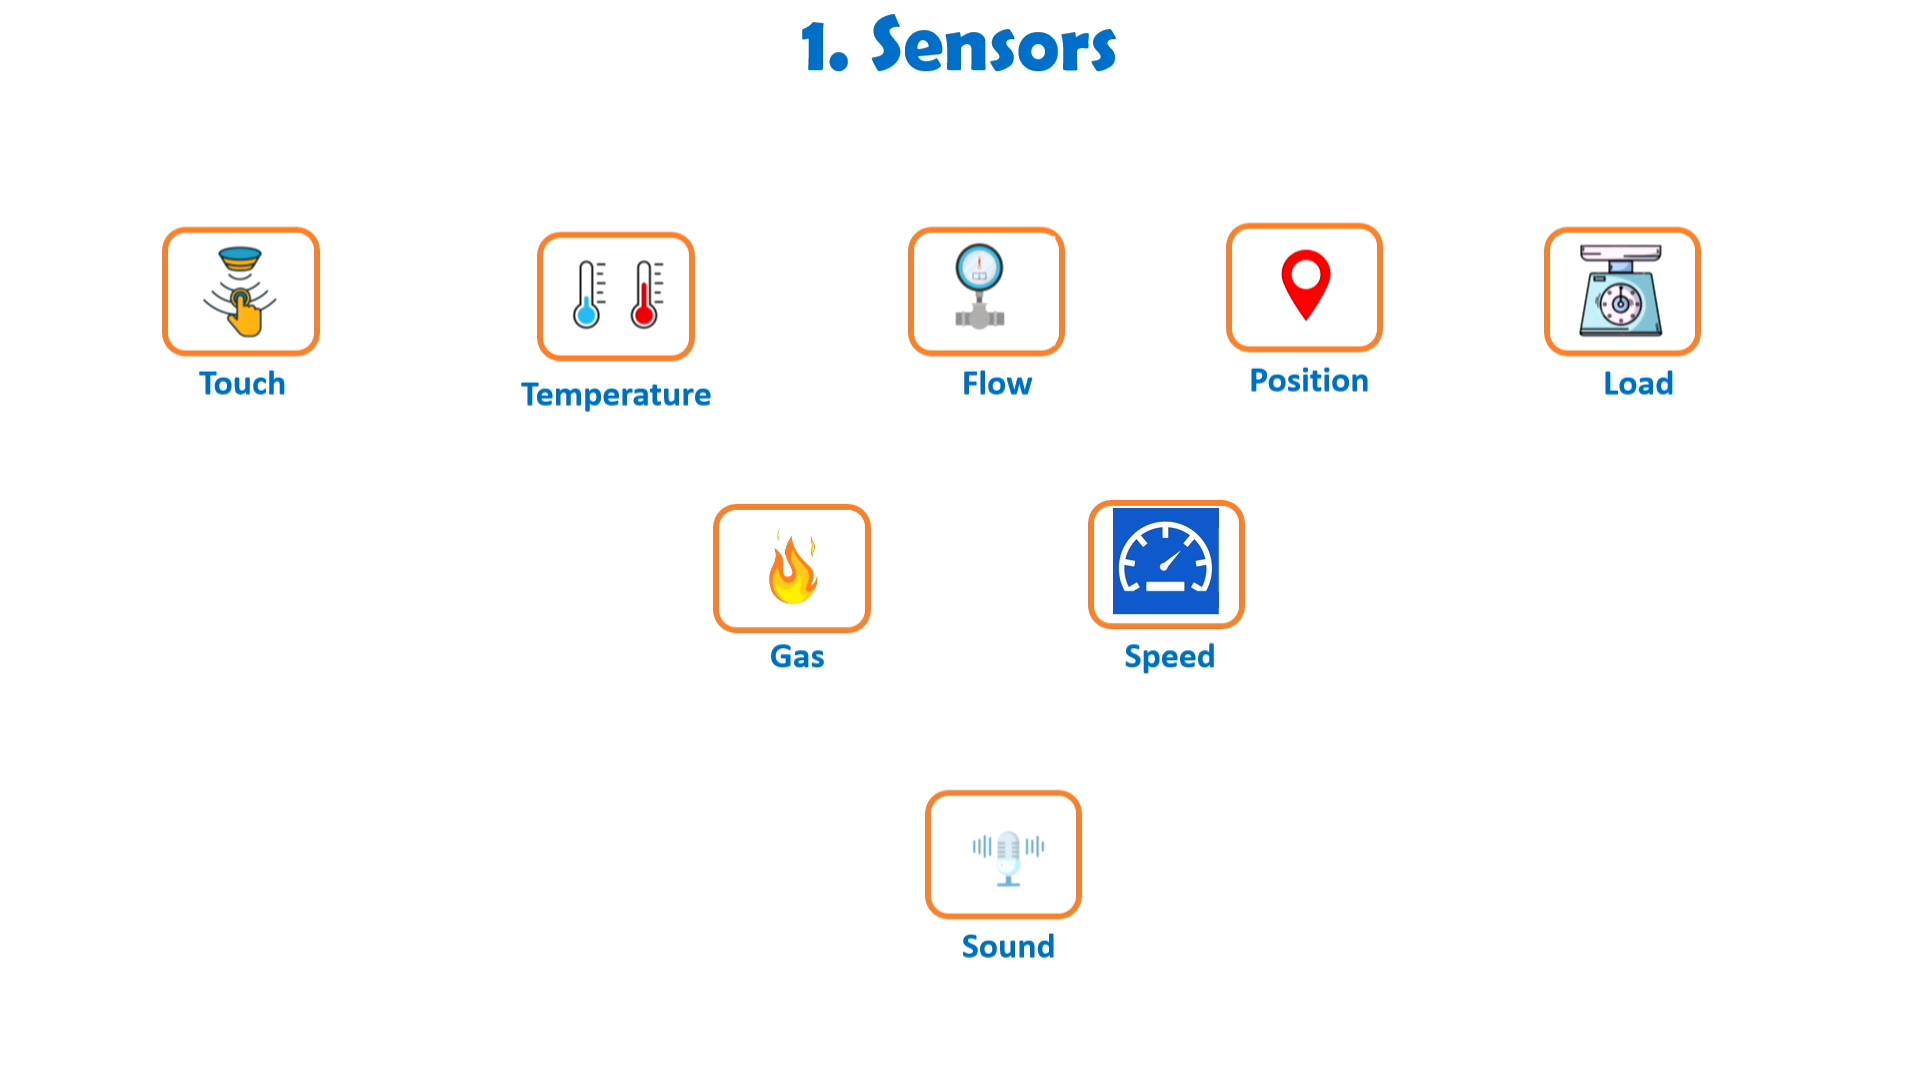 1. Sensors
Touch
Temperature
Flow
Position
Load
Gas
Speed
Sound